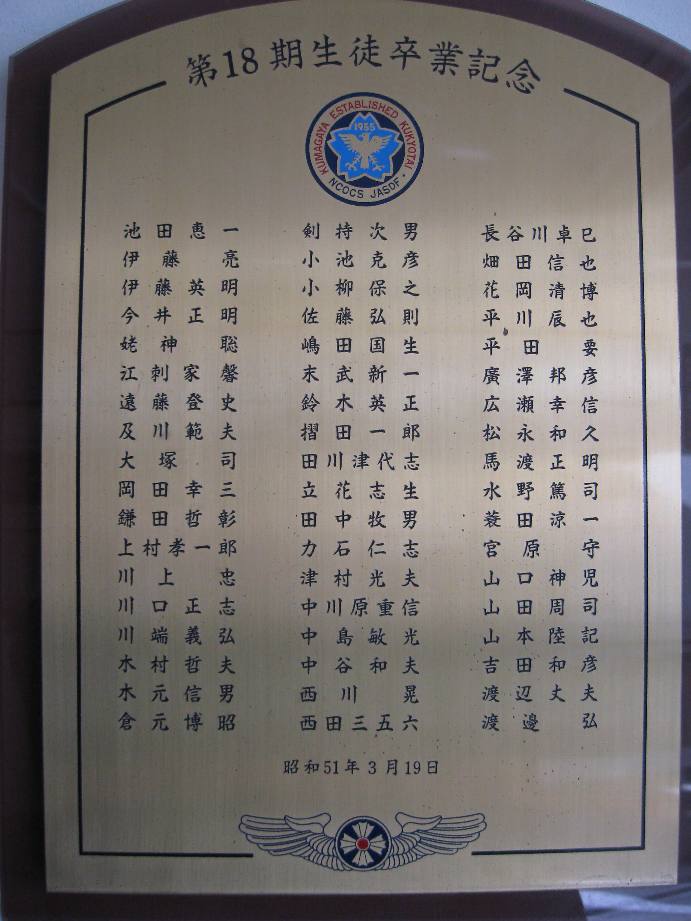 第18期生徒卒業記念
KUMAGAYA ESTABLISHED KUKYOTAI
1955
NCOCS JASDF
池田恵一
伊藤亮
伊藤英明
今井正明
姥神聡
江刺家馨
遠藤登史
及川範夫
大塚司
岡田幸三
鎌田哲彰
上村孝一郎
川上忠
川口正志
川端義弘
木村哲夫
木元信男
倉元博昭
剣持次男
小池克彦
小柳保之
佐藤弘則
嶋田国生
末武新一
鈴木英正
摺田一郎
田川津代志
立花志生
田中牧男
力石仁志
津村光夫
中川原重信
中島敏光
中谷和夫
西川晃
西田三五六
長谷川卓巳
畑田信也
花岡清博
平川辰也
平田要
廣澤邦彦
広瀬幸信
松永和久
馬渡正明
水野篤司
蓑田涼一
宮原守
山口神児
山田周司
山本陸記
吉田和彦
渡辺丈夫
渡邉弘
昭和51年3月19日